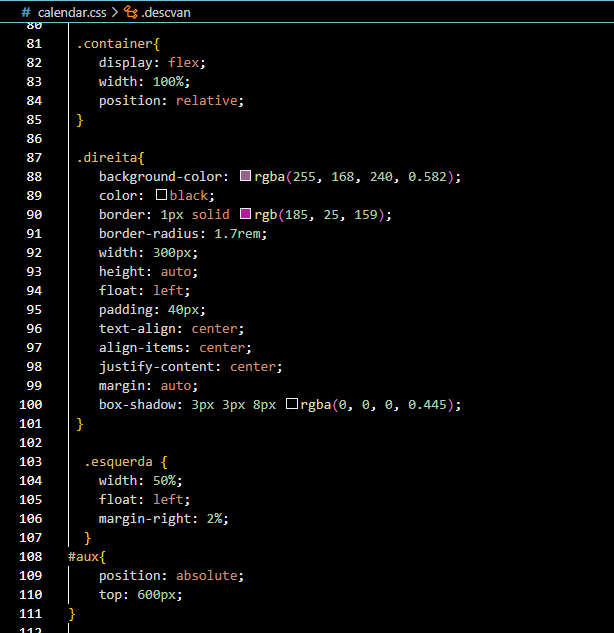 # calendar.css > .descvan
80
81 .container{
82 display: flex;
83 width: 100%;
84 position: relative;
85 }
86
87 .direita{
88 background-color: rgba(255, 168, 240, 0.582);
89 color: black;
90 border: 1px solid rgb(185, 25, 159);
91 border-radius: 1.7rem;
92 width: 300px;
93 height: auto;
94 float: left;
95 padding: 40px;
96 text-align: center;
97 align-items: center;
98 justify-content: center;
99 margin: auto;
100 box-shadow: 3px 3px 8px rgba(0, 0, 0, 0.445);
101 }
102
103 .esquerda {
104 width: 50%;
105 float: left;
106 margin-right: 2%;
107 }
108 #aux{
109 position: absolute;
110 top: 600px;
111 }
112